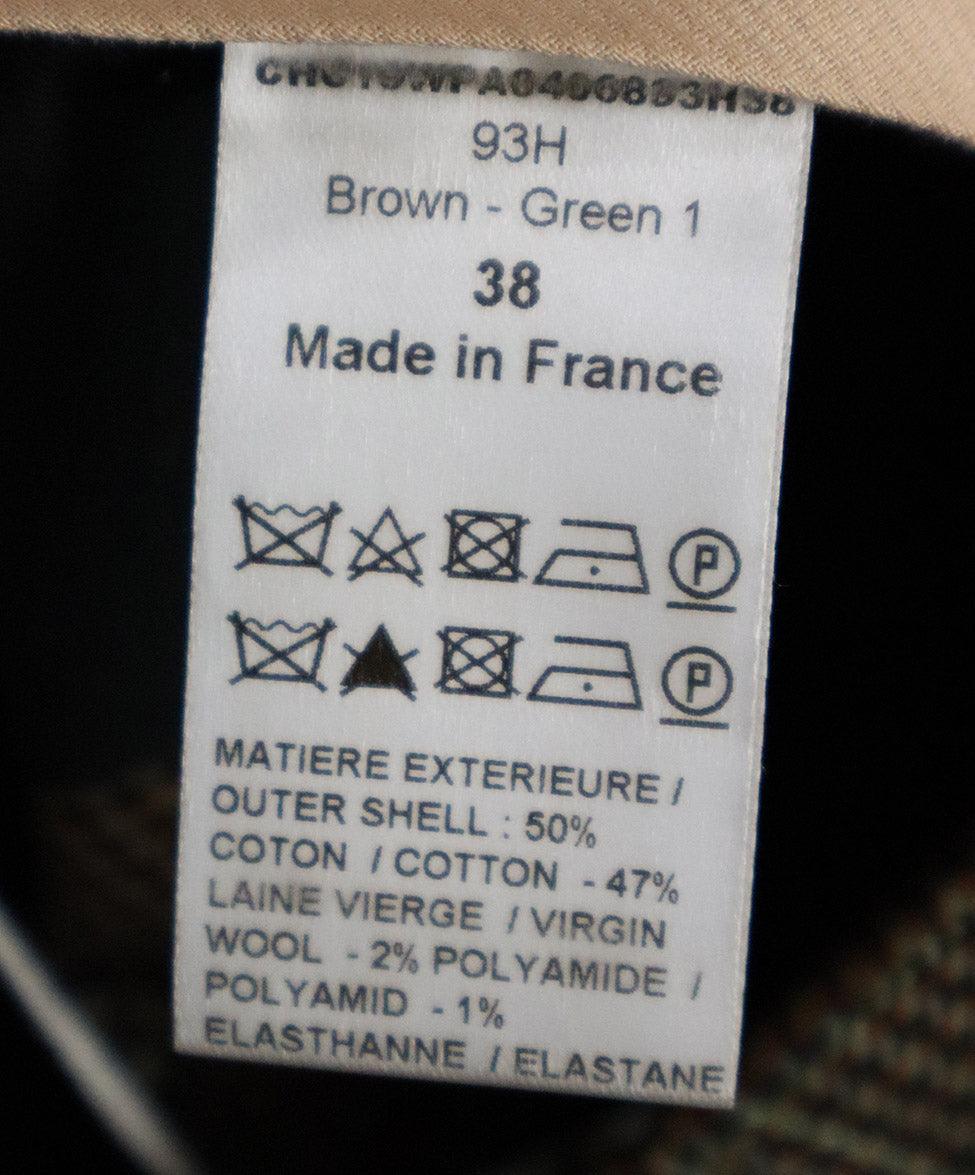 CHC19WPA0406893H38
93H
Brown - Green 1
38
Made in France
P
P
MATIERE EXTERIEURE /
OUTER SHELL : 50%
COTON / COTTON - 47%
LAINE VIERGE / VIRGIN
WOOL - 2% POLYAMIDE /
POLYAMID - 1%
ELASTHANNE / ELASTANE